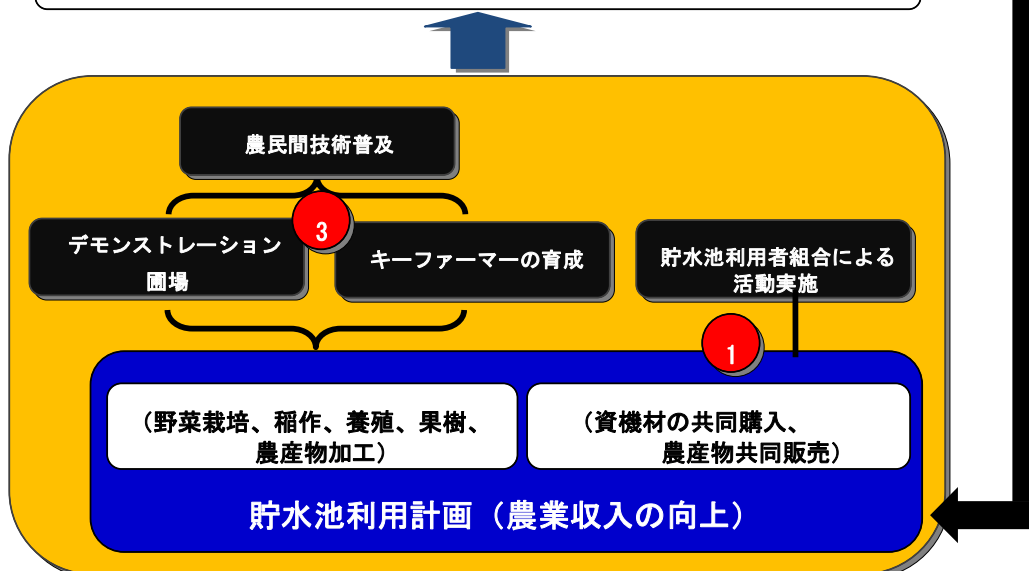 農民間技術普及
3
デモンストレーション
圃場
キーファーマーの育成
貯水池利用者組合による
活動実施
1
(野菜栽培、稲作、養殖、果樹、
農産物加工)
(資機材の共同購入、
農産物共同販売)
貯水池利用計画(農業収入の向上)